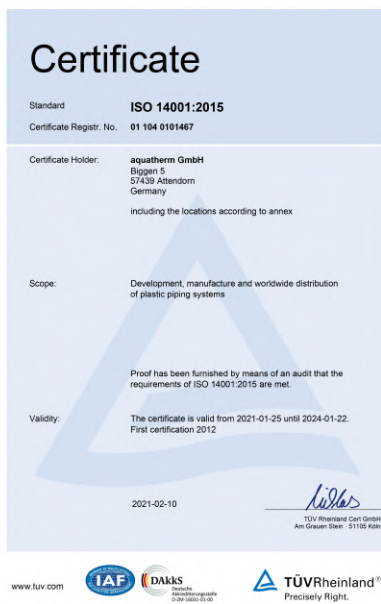 Certificate
Standard ISO 14001:2015
Certificate Registr. No. 01 104 0101467
Certificate Holder: aquatherm GmbH
Biggen 5
57439 Attendorn
Germany
including the locations according to annex
Scope: Development, manufacture and worldwide distribution
of plastic piping systems
Proof has been furnished by means of an audit that the
requirements of ISO 14001:2015 are met.
Validity: The certificate is valid from 2021-01-25 until 2024-01-22.
First certification 2012
2021-02-10
TÜV Rheinland Cert GmbH
Am Grauen Stein · 51105 Köln
www.tuv.com
IAF
DAkkS
Deutsche
Akkreditierungsstelle
D-ZM-16031-01-00
TÜVRheinland®
Precisely Right.